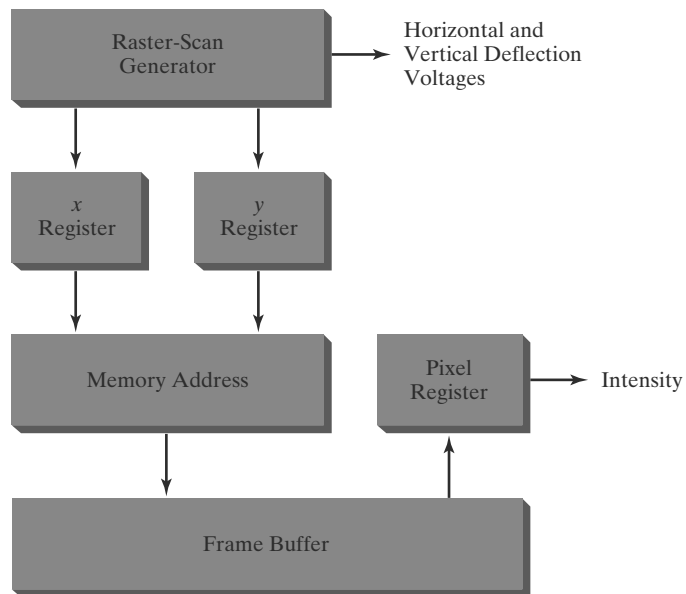 Raster-Scan
Generator
Horizontal and
Vertical Deflection
Voltages
x
Register
y
Register
Memory Address
Pixel
Register
Intensity
Frame Buffer